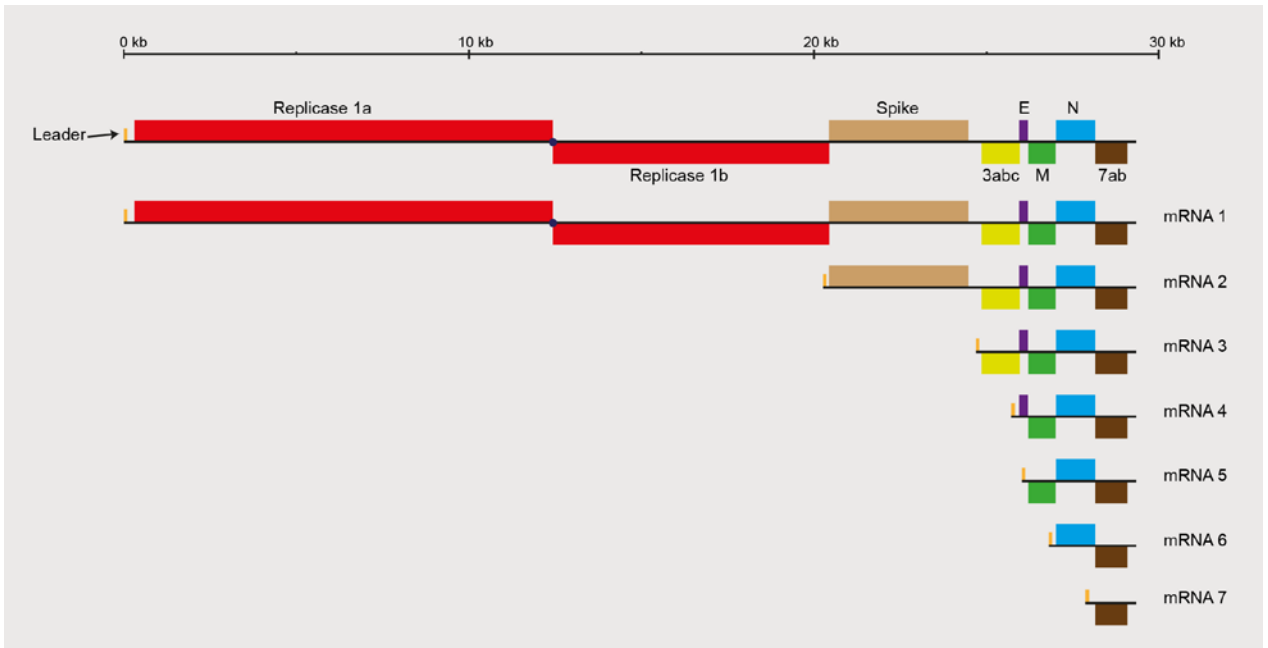 0 kb 10 kb 20 kb 30 kb
Replicase 1a Spike E N
Leader
Replicase 1b 3abc M 7ab
mRNA 1
mRNA 2
mRNA 3
mRNA 4
mRNA 5
mRNA 6
mRNA 7